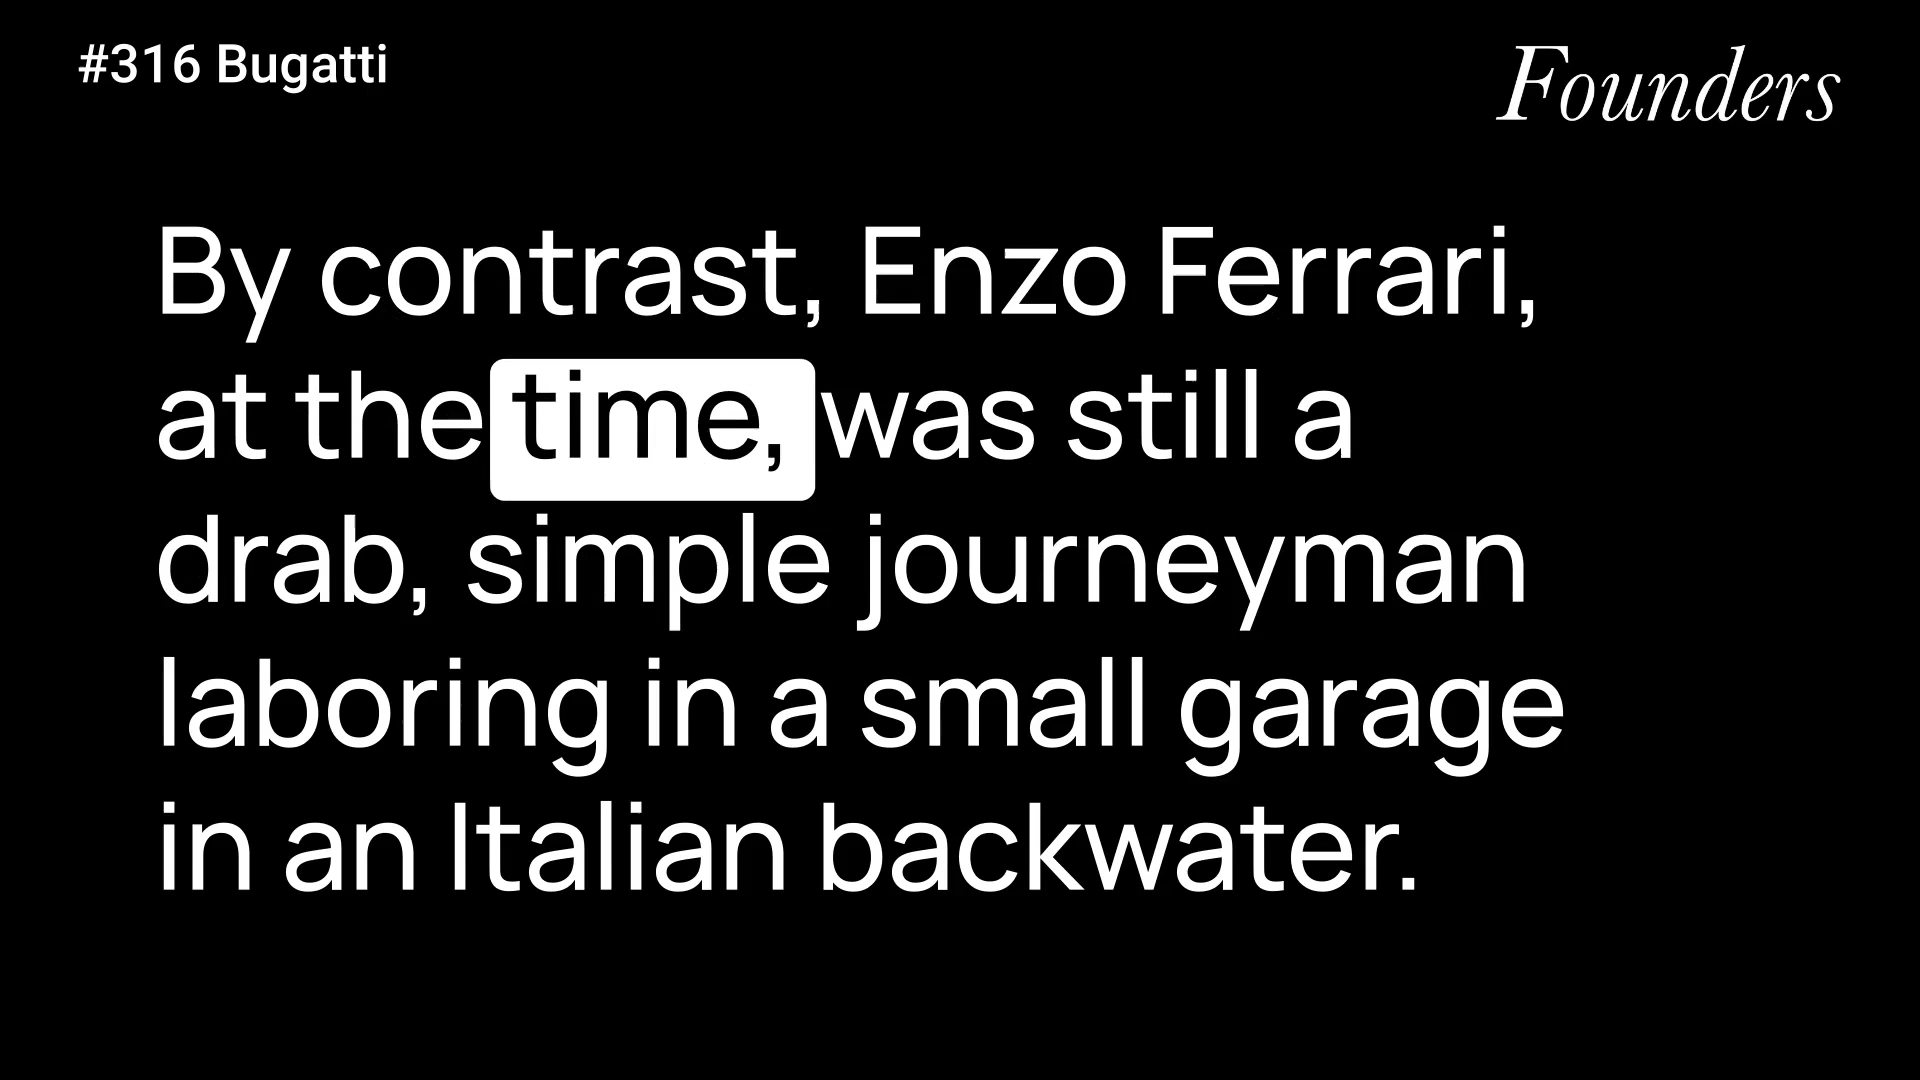 #316 Bugatti
Founders
By contrast, Enzo Ferrari,
at the time, was still a
drab, simple journeyman
laboring in a small garage
in an Italian backwater.